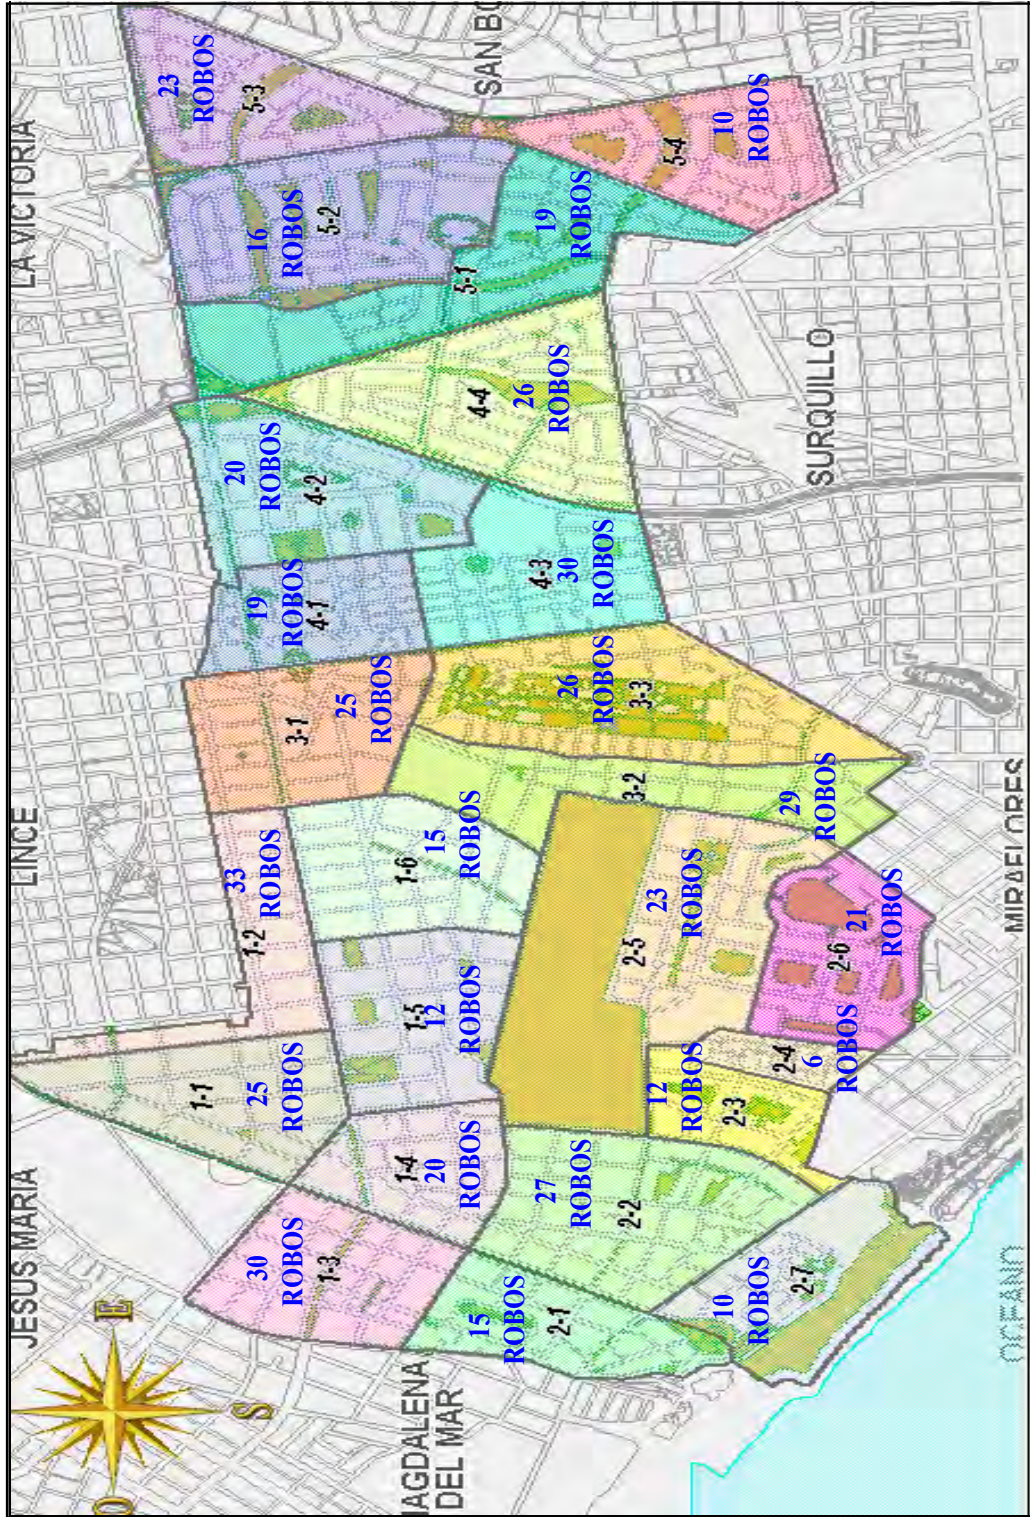 LA VICTORIA
SAN BO
LINCE
JESUS MARIA
MAGDALENA
DEL MAR
SURQUILLO
MIRAFLORES
OCEANO
E
S
O
23
ROBOS
5-3
16
ROBOS
5-2
10
ROBOS
5-4
19
ROBOS
5-1
26
ROBOS
4-4
20
ROBOS
4-2
19
ROBOS
4-1
30
ROBOS
4-3
25
ROBOS
3-1
26
ROBOS
3-3
29
ROBOS
3-2
33
ROBOS
1-2
15
ROBOS
1-6
12
ROBOS
1-5
25
ROBOS
1-1
20
ROBOS
1-4
30
ROBOS
1-3
23
ROBOS
2-5
21
ROBOS
2-6
6
ROBOS
2-4
12
ROBOS
2-3
27
ROBOS
2-2
15
ROBOS
2-1
10
ROBOS
2-7